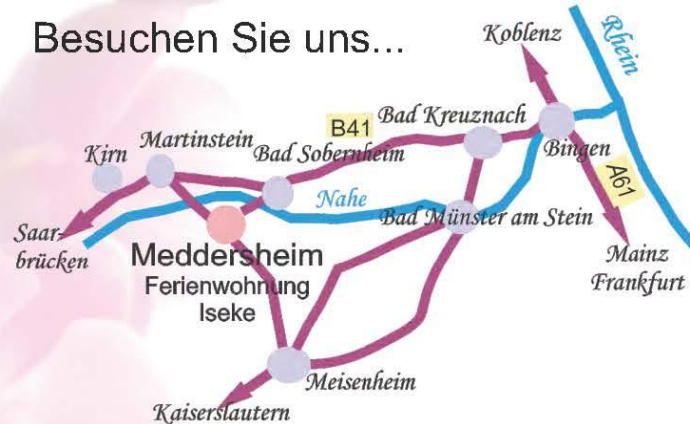 Besuchen Sie uns...
Koblenz
Rhein
Bad Kreuznach
B41
Martinstein
Bad Sobernheim
Kirn
Bingen
A61
Nahe
Bad Münster am Stein
Saar-
brücken
Meddersheim
Ferienwohnung
Iseke
Mainz
Frankfurt
Meisenheim
Kaiserslautern